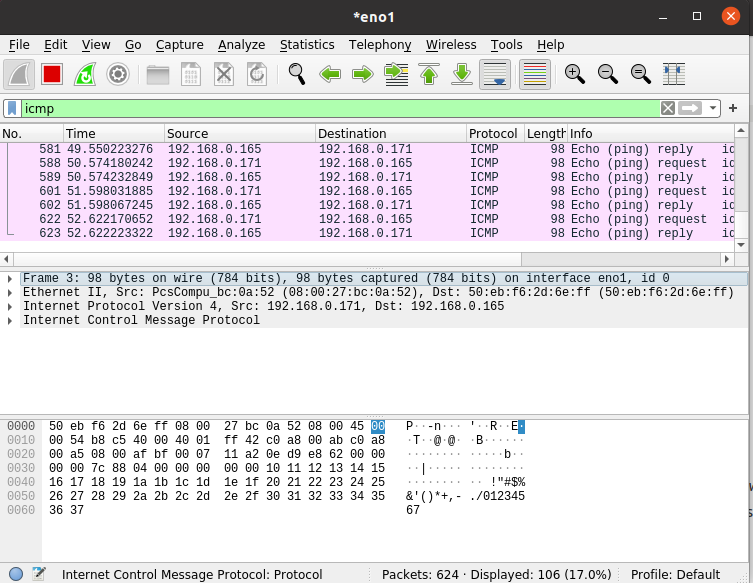 *eno1
File Edit View Go Capture Analyze Statistics Telephony Wireless Tools Help
icmp
No. Time Source Destination Protocol Length Info
581 49.550223276 192.168.0.165 192.168.0.171 ICMP 98 Echo (ping) reply id
588 50.574180242 192.168.0.171 192.168.0.165 ICMP 98 Echo (ping) request id
589 50.574232849 192.168.0.165 192.168.0.171 ICMP 98 Echo (ping) reply id
601 51.598031885 192.168.0.171 192.168.0.165 ICMP 98 Echo (ping) request id
602 51.598067245 192.168.0.165 192.168.0.171 ICMP 98 Echo (ping) reply id
622 52.622170652 192.168.0.171 192.168.0.165 ICMP 98 Echo (ping) request id
623 52.622223322 192.168.0.165 192.168.0.171 ICMP 98 Echo (ping) reply id
Frame 3: 98 bytes on wire (784 bits), 98 bytes captured (784 bits) on interface eno1, id 0
Ethernet II, Src: PcsCompu_bc:0a:52 (08:00:27:bc:0a:52), Dst: 50:eb:f6:2d:6e:ff (50:eb:f6:2d:6e:ff)
Internet Protocol Version 4, Src: 192.168.0.171, Dst: 192.168.0.165
Internet Control Message Protocol
0000 50 eb f6 2d 6e ff 08 00 27 bc 0a 52 08 00 45 00 P··-n··· '··R··E·
0010 00 54 b8 c5 40 00 40 01 ff 42 c0 a8 00 ab c0 a8 ·T··@·@· ·B······
0020 00 a5 08 00 af bf 00 07 11 a2 0e d9 e8 62 00 00 ········ ·····b··
0030 00 00 7c 88 04 00 00 00 00 00 10 11 12 13 14 15 ··|····· ········
0040 16 17 18 19 1a 1b 1c 1d 1e 1f 20 21 22 23 24 25 ········ ·· !"#$%
0050 26 27 28 29 2a 2b 2c 2d 2e 2f 30 31 32 33 34 35 &'()*+,- ./012345
0060 36 37 67
Internet Control Message Protocol: Protocol Packets: 624 · Displayed: 106 (17.0%) Profile: Default